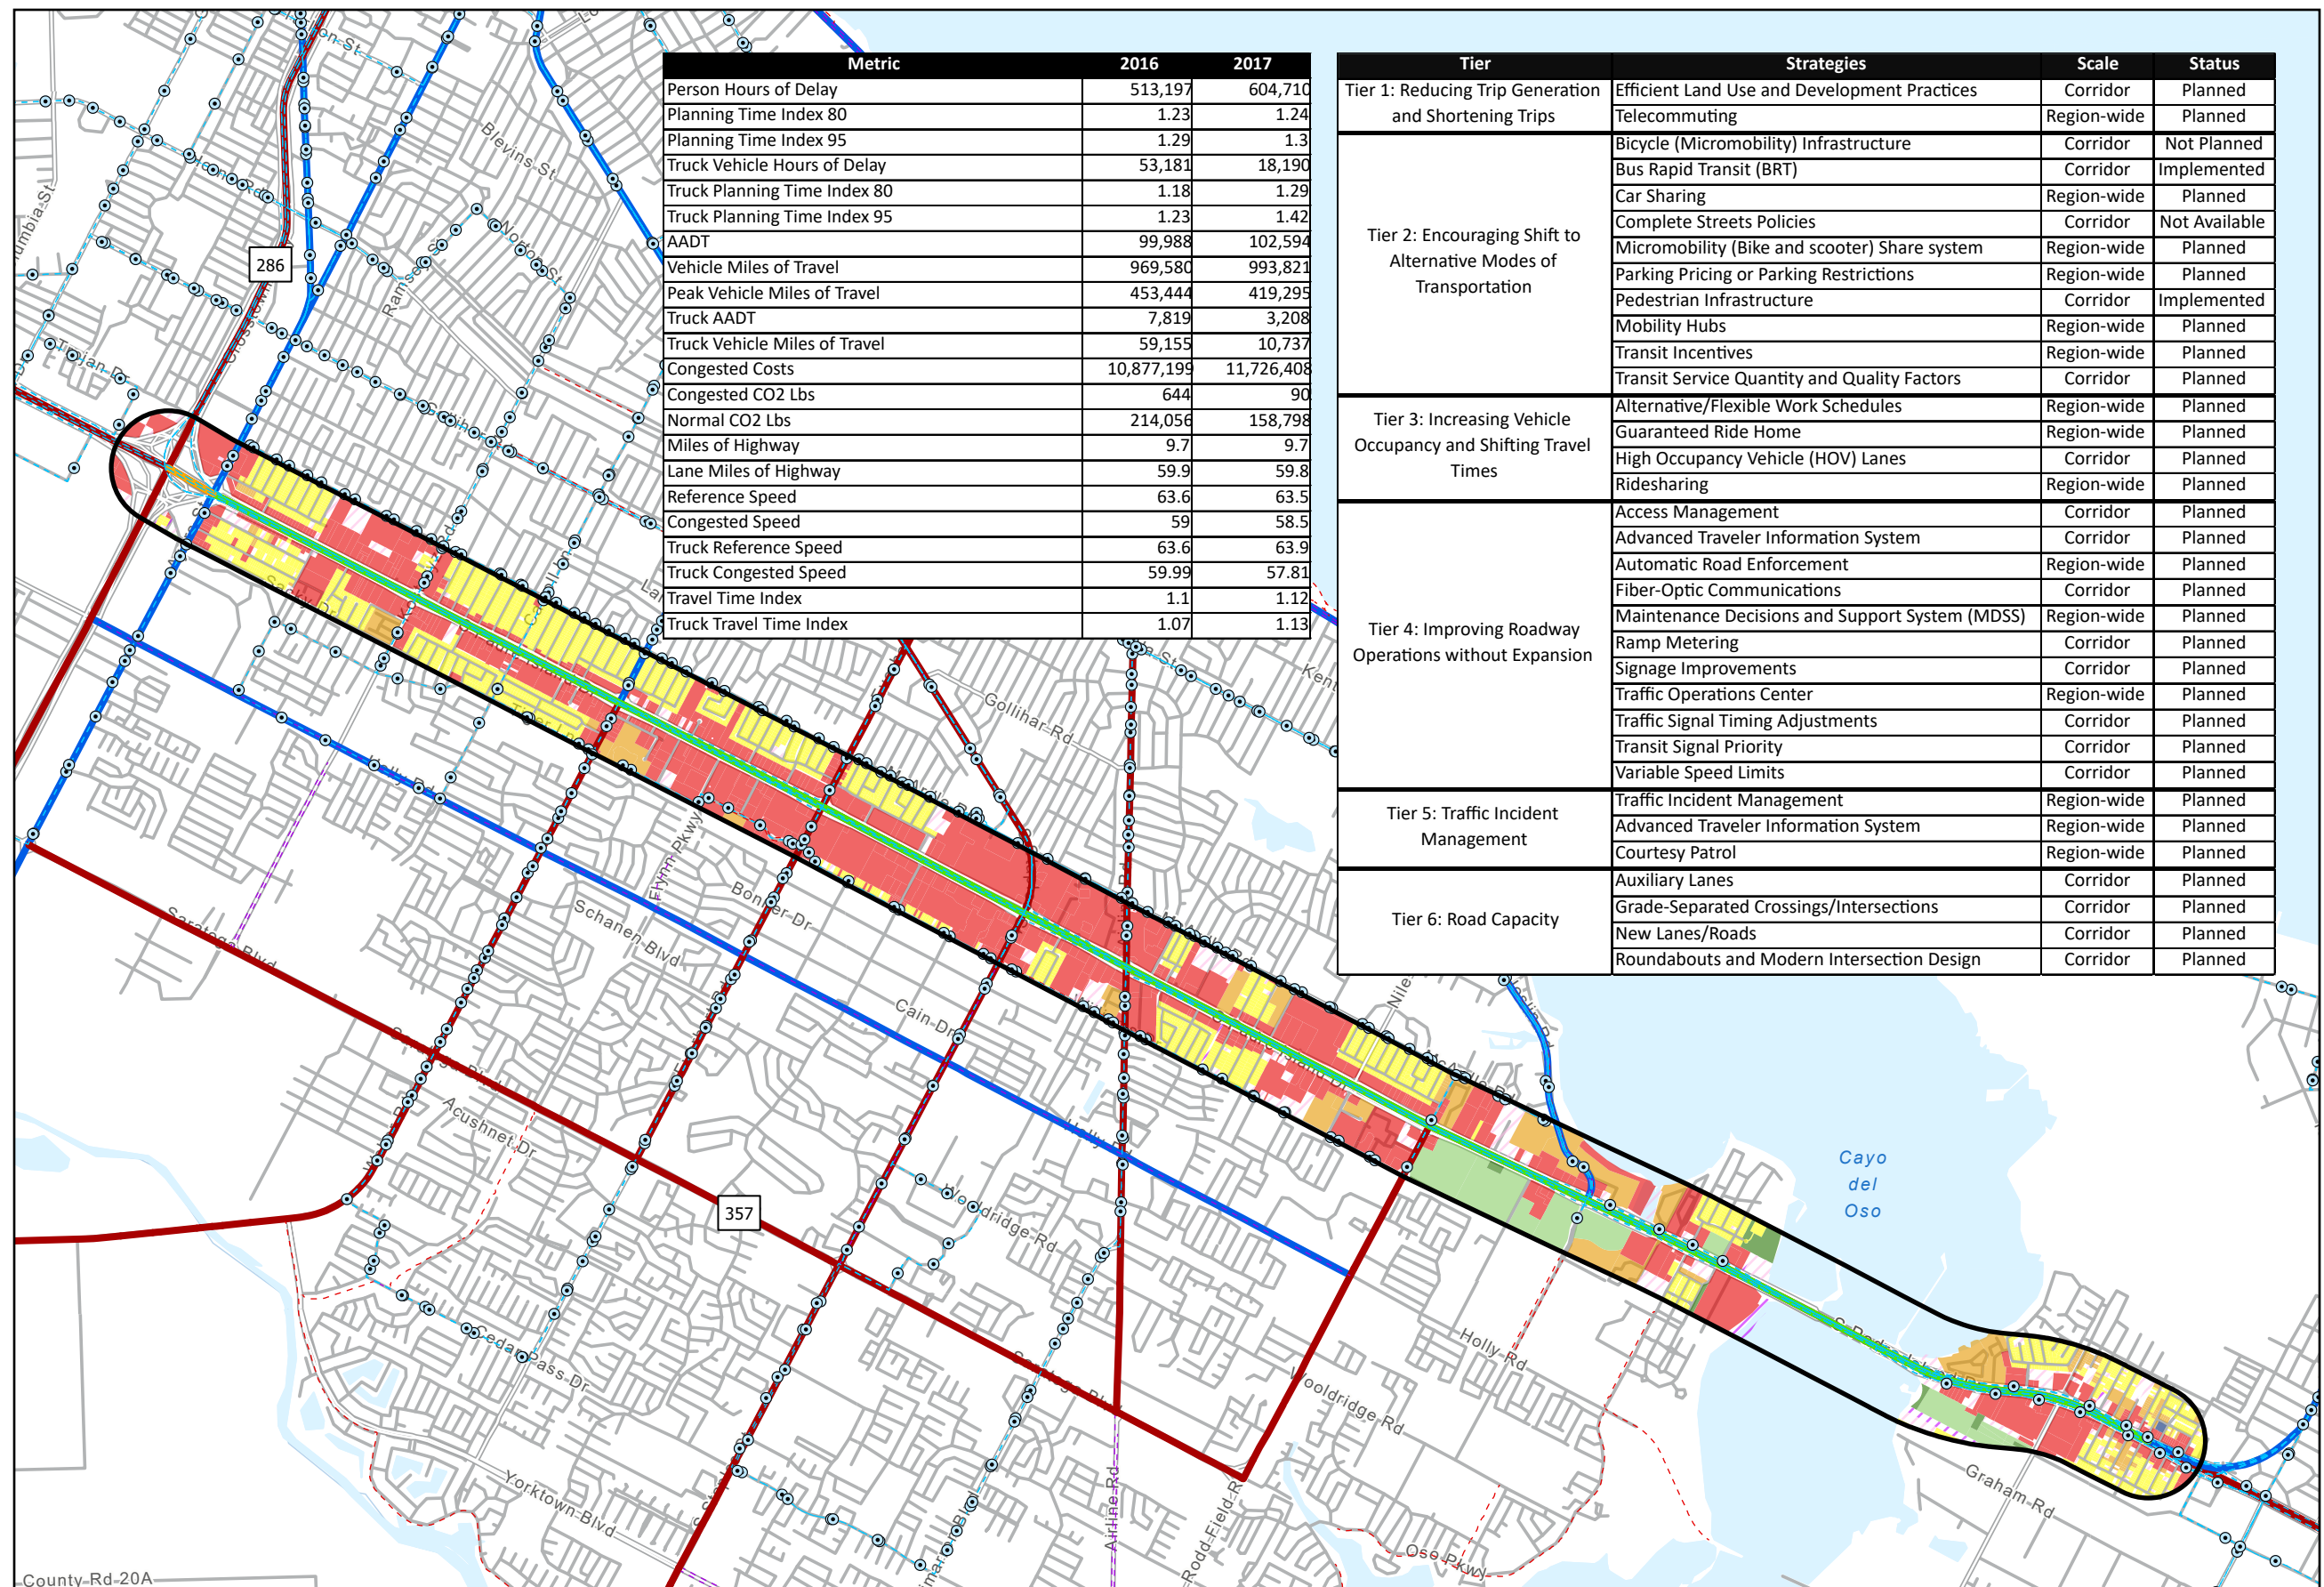 Metric 2016 2017
Person Hours of Delay 513,197 604,710
Planning Time Index 80 1.23 1.24
Planning Time Index 95 1.29 1.3
Truck Vehicle Hours of Delay 53,181 18,190
Truck Planning Time Index 80 1.18 1.29
Truck Planning Time Index 95 1.23 1.42
AADT 99,988 102,594
Vehicle Miles of Travel 969,580 993,821
Peak Vehicle Miles of Travel 453,444 419,295
Truck AADT 7,819 3,208
Truck Vehicle Miles of Travel 59,155 10,737
Congested Costs 10,877,199 11,726,408
Congested CO2 Lbs 644 90
Normal CO2 Lbs 214,056 158,798
Miles of Highway 9.7 9.7
Lane Miles of Highway 59.9 59.8
Reference Speed 63.6 63.5
Congested Speed 59 58.5
Truck Reference Speed 63.6 63.9
Truck Congested Speed 59.99 57.81
Travel Time Index 1.1 1.12
Truck Travel Time Index 1.07 1.13
Tier Strategies Scale Status
Tier 1: Reducing Trip Generation and Shortening Trips
Efficient Land Use and Development Practices Corridor Planned
Telecommuting Region-wide Planned
Tier 2: Encouraging Shift to Alternative Modes of Transportation
Bicycle (Micromobility) Infrastructure Corridor Not Planned
Bus Rapid Transit (BRT) Corridor Implemented
Car Sharing Region-wide Planned
Complete Streets Policies Corridor Not Available
Micromobility (Bike and scooter) Share system Region-wide Planned
Parking Pricing or Parking Restrictions Region-wide Planned
Pedestrian Infrastructure Corridor Implemented
Mobility Hubs Region-wide Planned
Transit Incentives Region-wide Planned
Transit Service Quantity and Quality Factors Corridor Planned
Tier 3: Increasing Vehicle Occupancy and Shifting Travel Times
Alternative/Flexible Work Schedules Region-wide Planned
Guaranteed Ride Home Region-wide Planned
High Occupancy Vehicle (HOV) Lanes Corridor Planned
Ridesharing Region-wide Planned
Tier 4: Improving Roadway Operations without Expansion
Access Management Corridor Planned
Advanced Traveler Information System Corridor Planned
Automatic Road Enforcement Region-wide Planned
Fiber-Optic Communications Corridor Planned
Maintenance Decisions and Support System (MDSS) Region-wide Planned
Ramp Metering Corridor Planned
Signage Improvements Corridor Planned
Traffic Operations Center Region-wide Planned
Traffic Signal Timing Adjustments Corridor Planned
Transit Signal Priority Corridor Planned
Variable Speed Limits Corridor Planned
Tier 5: Traffic Incident Management
Traffic Incident Management Region-wide Planned
Advanced Traveler Information System Region-wide Planned
Courtesy Patrol Region-wide Planned
Tier 6: Road Capacity
Auxiliary Lanes Corridor Planned
Grade-Separated Crossings/Intersections Corridor Planned
New Lanes/Roads Corridor Planned
Roundabouts and Modern Intersection Design Corridor Planned
Blevins St
Norton St
286
Trojan Dr
Gollihar Rd
Holly Rd
Flynn Pkwy
Bonner Dr
Schanen Blvd
Saratoga Blvd
Cain Dr
Acushnet Dr
Holly Rd
357
Wooldridge Rd
Cayo
del
Oso
Cedar Pass Dr
Saratoga Blvd
Holly Rd
Wooldridge Rd
Yorktown Blvd
Airline Rd
Rodd Field R
Oso Pkwy
Graham Rd
County Rd 20A